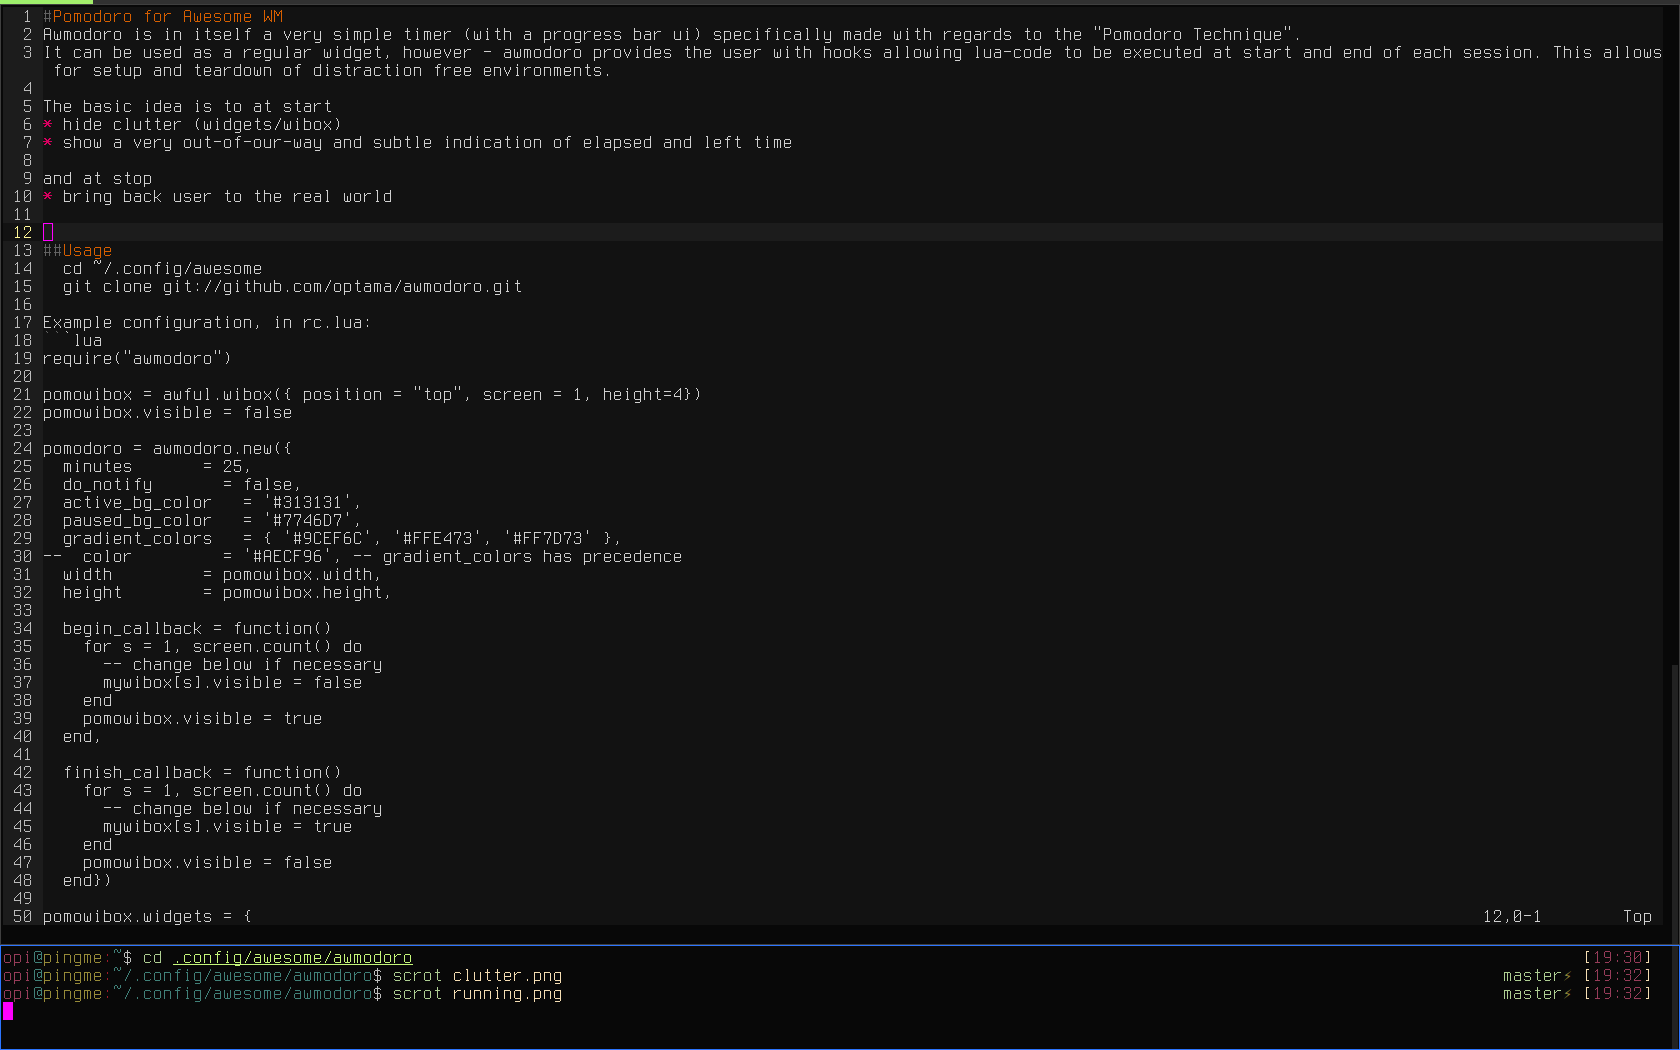 1 #Pomodoro for Awesome WM
2 Awmodoro is in itself a very simple timer (with a progress bar ui) specifically made with regards to the "Pomodoro Technique".
3 It can be used as a regular widget, however - awmodoro provides the user with hooks allowing lua-code to be executed at start and end of each session. This allows
for setup and teardown of distraction free environments.
4
5 The basic idea is to at start
6 * hide clutter (widgets/wibox)
7 * show a very out-of-our-way and subtle indication of elapsed and left time
8
9 and at stop
10 * bring back user to the real world
11
12
13 ##Usage
14   cd ~/.config/awesome
15   git clone git://github.com/optama/awmodoro.git
16
17 Example configuration, in rc.lua:
18 ```lua
19 require("awmodoro")
20
21 pomowibox = awful.wibox({ position = "top", screen = 1, height=4})
22 pomowibox.visible = false
23
24 pomodoro = awmodoro.new({
25   minutes       = 25,
26   do_notify       = false,
27   active_bg_color   = '#313131',
28   paused_bg_color   = '#7746D7',
29   gradient_colors   = { '#9CEF6C', '#FFE473', '#FF7D73' },
30 --  color         = '#AECF96', -- gradient_colors has precedence
31   width         = pomowibox.width,
32   height        = pomowibox.height,
33
34   begin_callback = function()
35     for s = 1, screen.count() do
36       -- change below if necessary
37       mywibox[s].visible = false
38     end
39     pomowibox.visible = true
40   end,
41
42   finish_callback = function()
43     for s = 1, screen.count() do
44       -- change below if necessary
45       mywibox[s].visible = true
46     end
47     pomowibox.visible = false
48   end})
49
50 pomowibox.widgets = {
12,0-1 Top
opi@pingme:~$ cd .config/awesome/awmodoro [19:30]
opi@pingme:~/.config/awesome/awmodoro$ scrot clutter.png master⚡ [19:32]
opi@pingme:~/.config/awesome/awmodoro$ scrot running.png master⚡ [19:32]